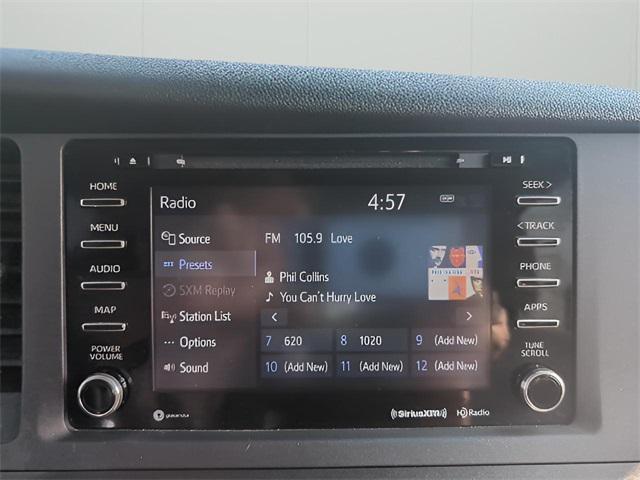 HOME
MENU
AUDIO
MAP
POWER
VOLUME
Radio 4:57
Source
Presets
SXM Replay
Station List
Options
Sound
FM 105.9 Love
Phil Collins
You Can't Hurry Love
7 620 8 1020 9 (Add New)
10 (Add New) 11 (Add New) 12 (Add New)
SEEK >
< TRACK
PHONE
APPS
TUNE
SCROLL
((SiriusXM)) HD Radio